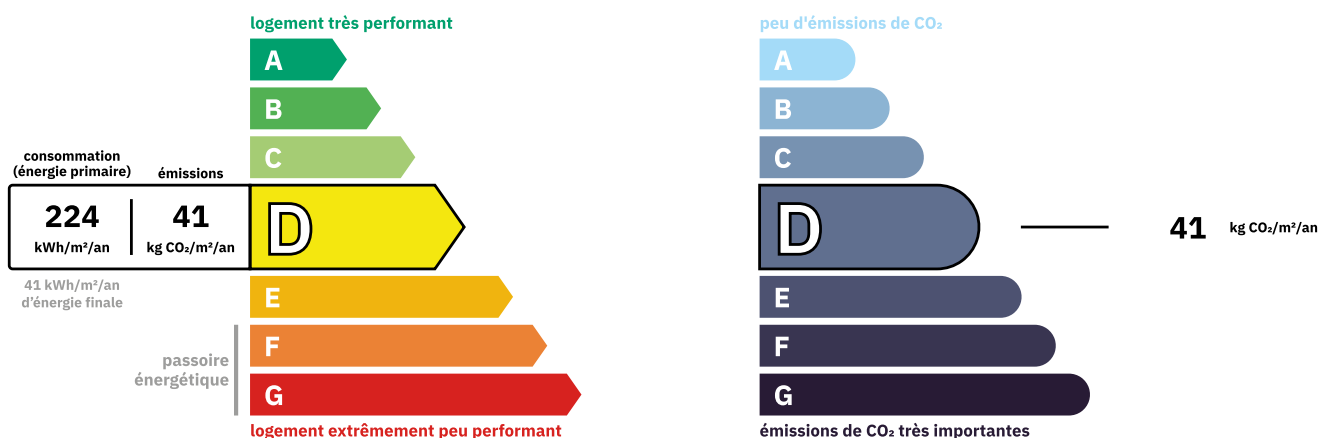 logement très performant
A
B
C
consommation
(énergie primaire)
émissions
224
kWh/m²/an
41
kg CO₂/m²/an
D
41 kWh/m²/an
d’énergie finale
E
F
passoire
énergétique
G
logement extrêmement peu performant
peu d'émissions de CO₂
A
B
C
D
41
kg CO₂/m²/an
E
F
G
émissions de CO₂ très importantes